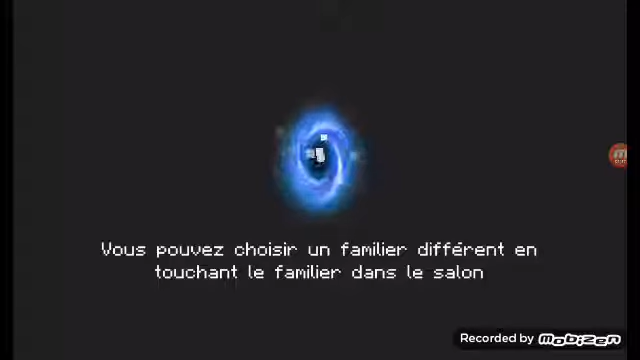 Vous pouvez choisir un familier différent en
touchant le familier dans le salon
Recorded by Mobizen